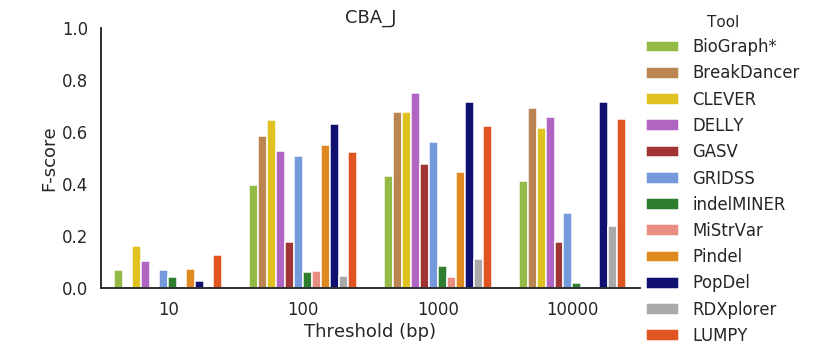 CBA_J
F-score
1.0
0.8
0.6
0.4
0.2
0.0
10
100
1000
10000
Threshold (bp)
Tool
BioGraph*
BreakDancer
CLEVER
DELLY
GASV
GRIDSS
indelMINER
MiStrVar
Pindel
PopDel
RDXplorer
LUMPY